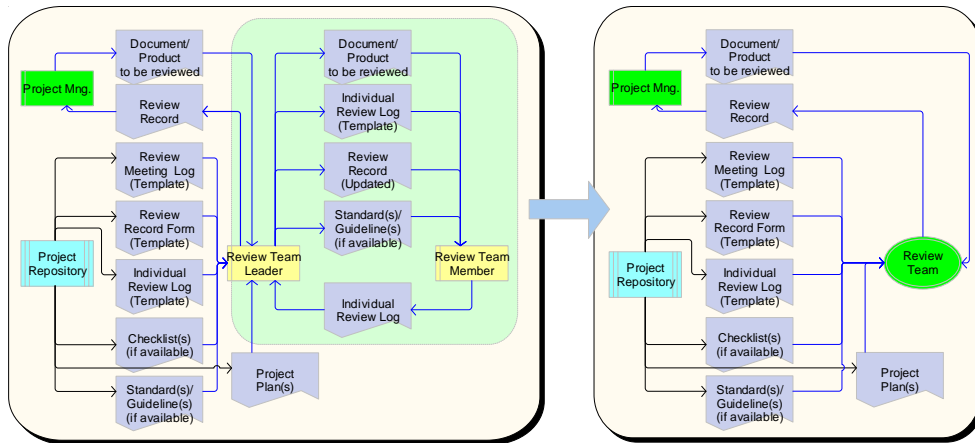 Document/
Product
to be reviewed
Project Mng.
Review
Record
Review
Meeting Log
(Template)
Review
Record Form
(Template)
Project
Repository
Individual
Review Log
(Template)
Checklist(s)
(if available)
Standard(s)/
Guideline(s)
(if available)
Document/
Product
to be reviewed
Individual
Review Log
(Template)
Review
Record
(Updated)
Standard(s)/
Guideline(s)
(if available)
Review Team
Leader
Review Team
Member
Individual
Review Log
Project
Plan(s)
Document/
Product
to be reviewed
Project Mng.
Review
Record
Review
Meeting Log
(Template)
Review
Record Form
(Template)
Project
Repository
Individual
Review Log
(Template)
Review
Team
Checklist(s)
(if available)
Project
Plan(s)
Standard(s)/
Guideline(s)
(if available)